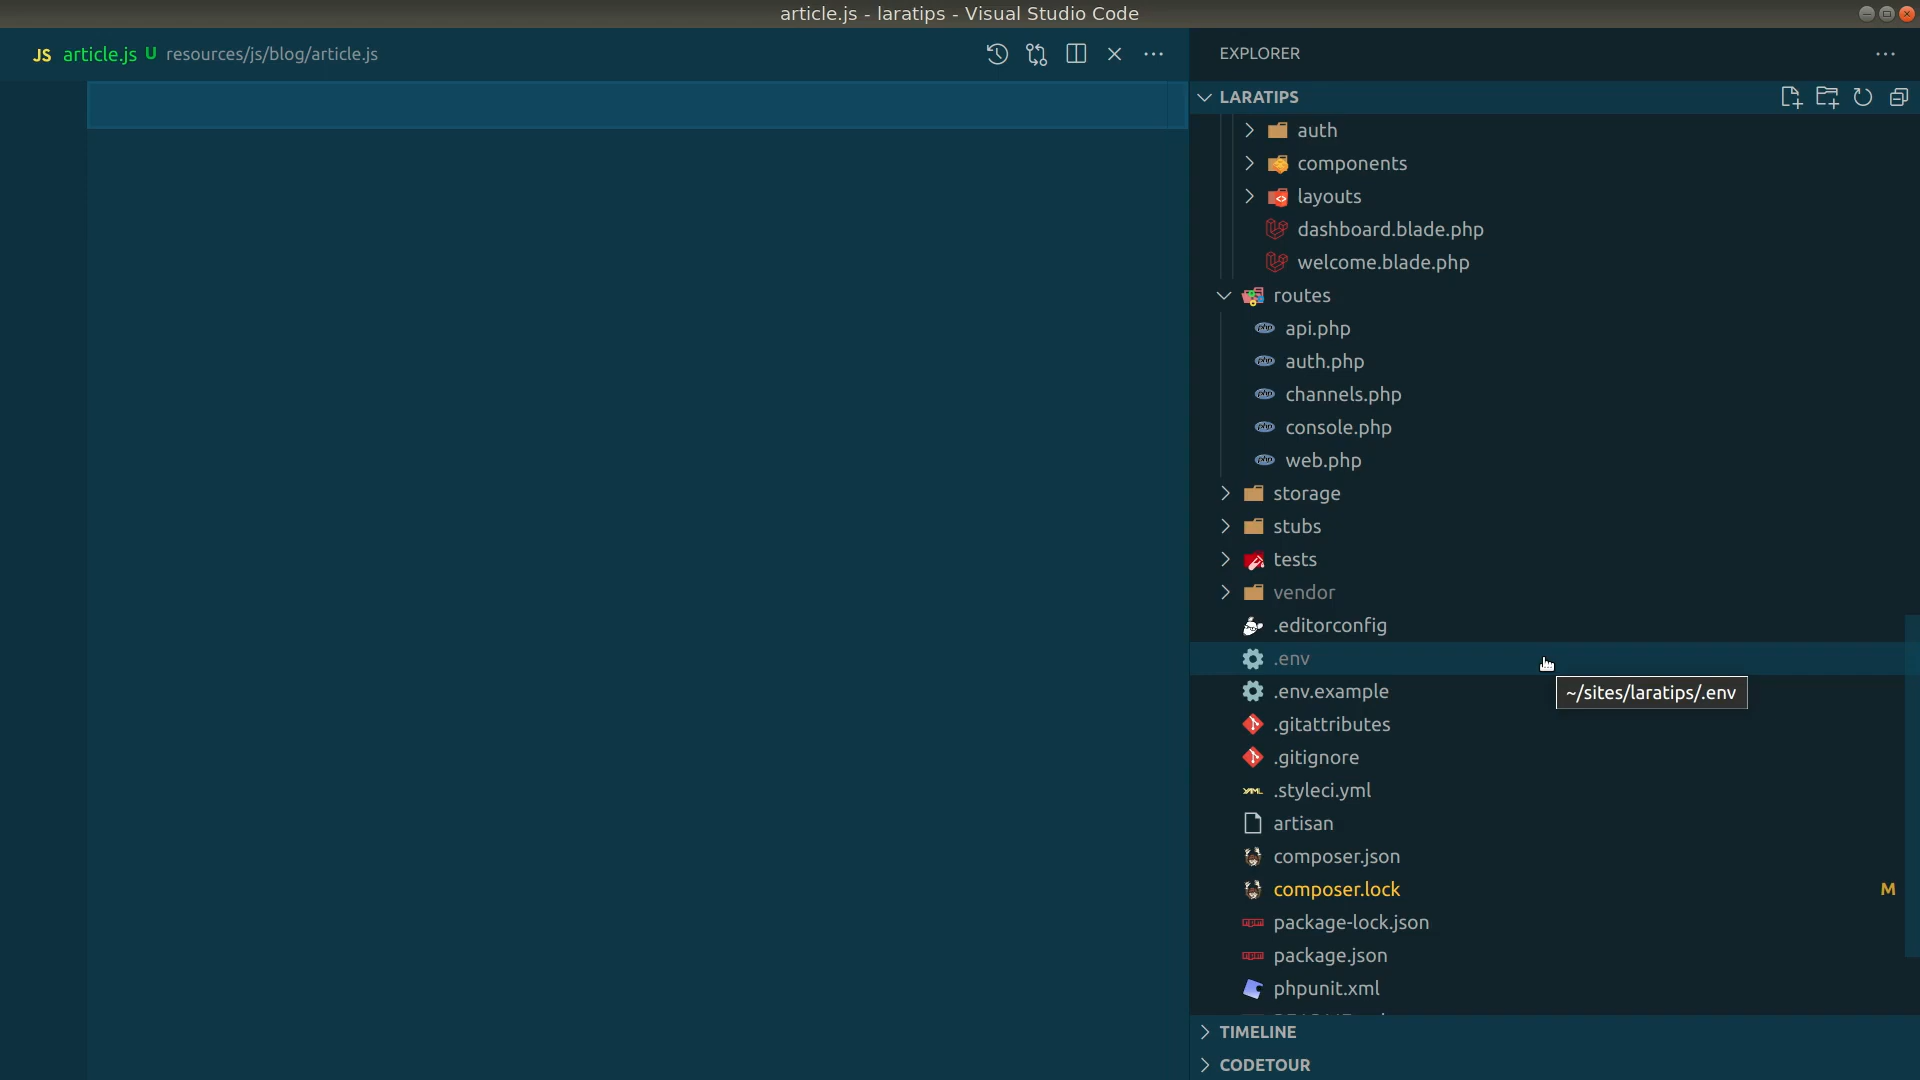 article.js - laratips - Visual Studio Code
JS article.js U resources/js/blog/article.js
EXPLORER
LARATIPS
auth
components
layouts
dashboard.blade.php
welcome.blade.php
routes
api.php
auth.php
channels.php
console.php
web.php
storage
stubs
tests
vendor
.editorconfig
.env
~/sites/laratips/.env
.env.example
.gitattributes
.gitignore
.styleci.yml
artisan
composer.json
composer.lock M
package-lock.json
package.json
phpunit.xml
TIMELINE
CODETOUR